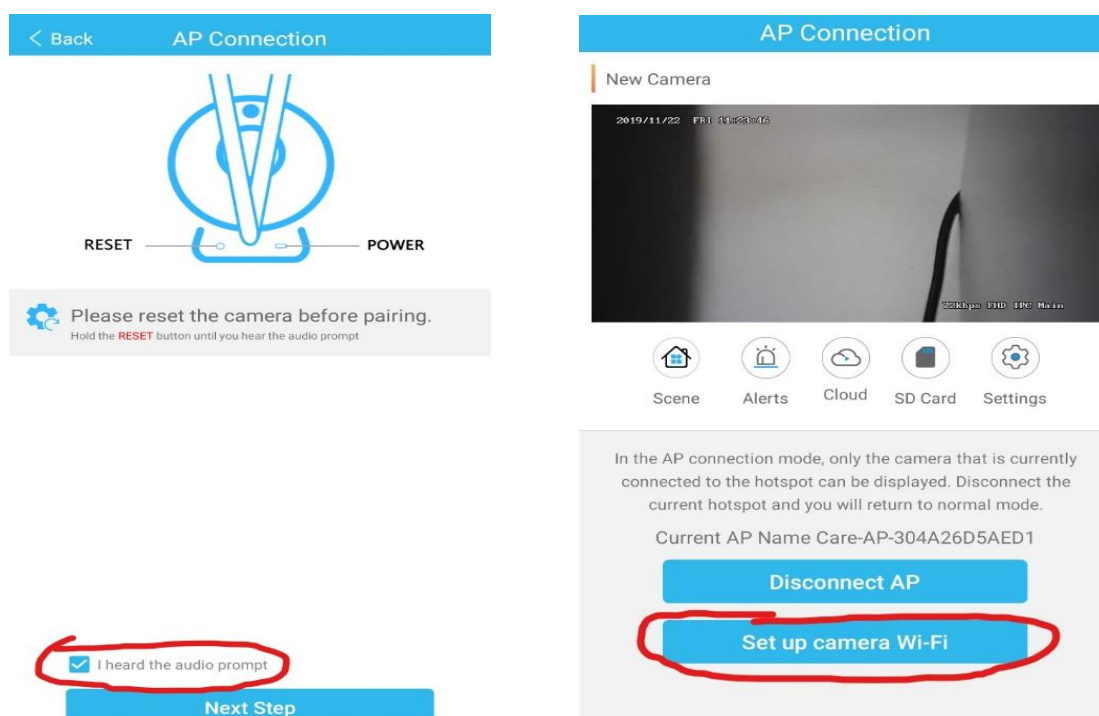 < Back AP Connection
RESET POWER
Please reset the camera before pairing.
Hold the RESET button until you hear the audio prompt
I heard the audio prompt
Next Step
AP Connection
New Camera
2019/11/22 FRI 11:23:46
72Kbps FHD IPC Main
Scene Alerts Cloud SD Card Settings
In the AP connection mode, only the camera that is currently
connected to the hotspot can be displayed. Disconnect the
current hotspot and you will return to normal mode.
Current AP Name Care-AP-304A26D5AED1
Disconnect AP
Set up camera Wi-Fi